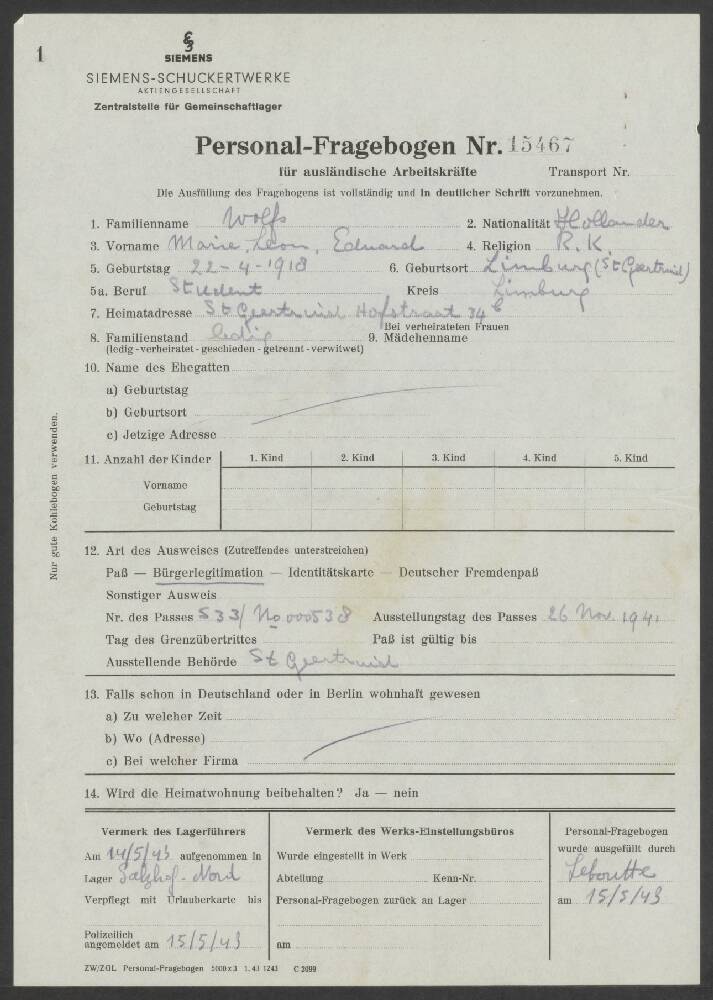 1
SIEMENS
SIEMENS-SCHUCKERTWERKE
AKTIENGESELLSCHAFT
Zentralstelle für Gemeinschaftlager
Personal-Fragebogen Nr. 15467
für ausländische Arbeitskräfte Transport Nr.
Die Ausfüllung des Fragebogens ist vollständig und in deutlicher Schrift vorzunehmen.
1. Familienname Wolfs 2. Nationalität Hollander
3. Vorname Marie, Leon, Eduard 4. Religion R.K.
5. Geburtstag 22-4-1918 6. Geburtsort Limburg (St Geertruid)
5a. Beruf Student Kreis Limburg
7. Heimatadresse St Geertruid Hofstraat 34 b
8. Familienstand ledig Bei verheirateten Frauen 9. Mädchenname
(ledig - verheiratet - geschieden - getrennt - verwitwet)
10. Name des Ehegatten
a) Geburtstag
b) Geburtsort
c) Jetzige Adresse
11. Anzahl der Kinder 1. Kind 2. Kind 3. Kind 4. Kind 5. Kind
Vorname
Geburtstag
Nur gute Kohlebogen verwenden.
12. Art des Ausweises (Zutreffendes unterstreichen)
Paß — Bürgerlegitimation — Identitätskarte — Deutscher Fremdenpaß
Sonstiger Ausweis
Nr. des Passes S 33/ No 000538 Ausstellungstag des Passes 26 Nov. 1941
Tag des Grenzübertrittes Paß ist gültig bis
Ausstellende Behörde St Geertruid
13. Falls schon in Deutschland oder in Berlin wohnhaft gewesen
a) Zu welcher Zeit
b) Wo (Adresse)
c) Bei welcher Firma
14. Wird die Heimatwohnung beibehalten? Ja — nein
Vermerk des Lagerführers
Am 14/5/43 aufgenommen in
Lager Salzhof-Nord
Verpflegt mit Urlauberkarte bis
Polizeilich
angemeldet am 15/5/43
Vermerk des Werks-Einstellungsbüros
Wurde eingestellt in Werk
Abteilung Kenn-Nr.
Personal-Fragebogen zurück an Lager
am
Personal-Fragebogen
wurde ausgefüllt durch
Leboutte
am 15/5/43
ZW/ZGL Personal-Fragebogen 5000x3 1.43 1243 C 2099